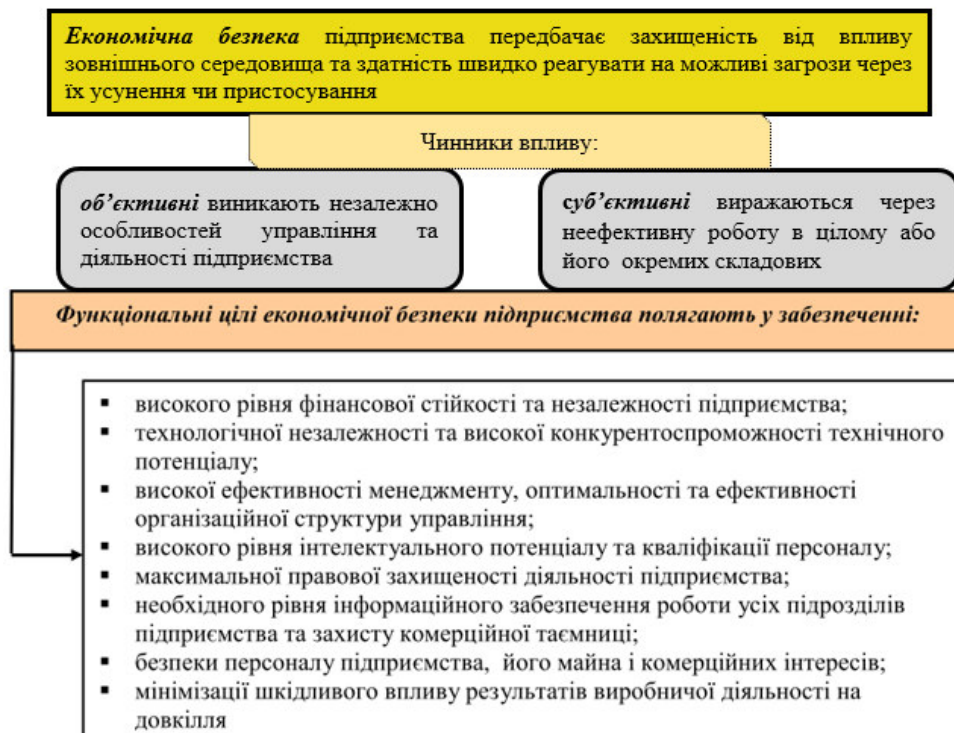 Економічна безпека підприємства передбачає захищеність від впливу
зовнішнього середовища та здатність швидко реагувати на можливі загрози через
їх усунення чи пристосування
Чинники впливу:
об’єктивні виникають незалежно
особливостей управління та
діяльності підприємства
суб’єктивні виражаються через
неефективну роботу в цілому або
його окремих складових
Функціональні цілі економічної безпеки підприємства полягають у забезпеченні:
▪ високого рівня фінансової стійкості та незалежності підприємства;
▪ технологічної незалежності та високої конкурентоспроможності технічного
потенціалу;
▪ високої ефективності менеджменту, оптимальності та ефективності
організаційної структури управління;
▪ високого рівня інтелектуального потенціалу та кваліфікації персоналу;
▪ максимальної правової захищеності діяльності підприємства;
▪ необхідного рівня інформаційного забезпечення роботи усіх підрозділів
підприємства та захисту комерційної таємниці;
▪ безпеки персоналу підприємства, його майна і комерційних інтересів;
▪ мінімізації шкідливого впливу результатів виробничої діяльності на
довкілля